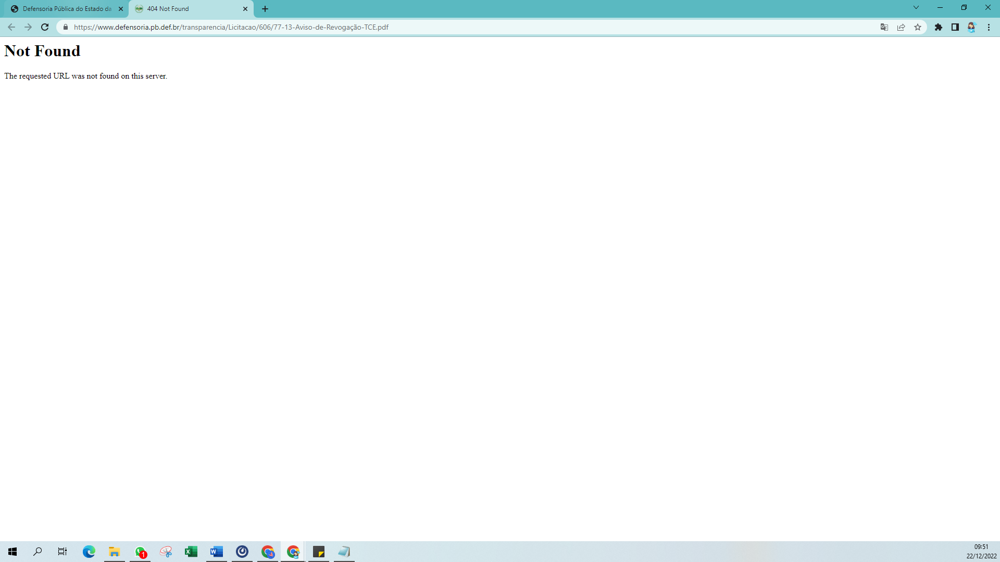 Defensoria Pública do Estado da
404 Not Found
https://www.defensoria.pb.def.br/transparencia/Licitacao/606/77-13-Aviso-de-Revogação-TCE.pdf
Not Found
The requested URL was not found on this server.
1
09:51
22/12/2022